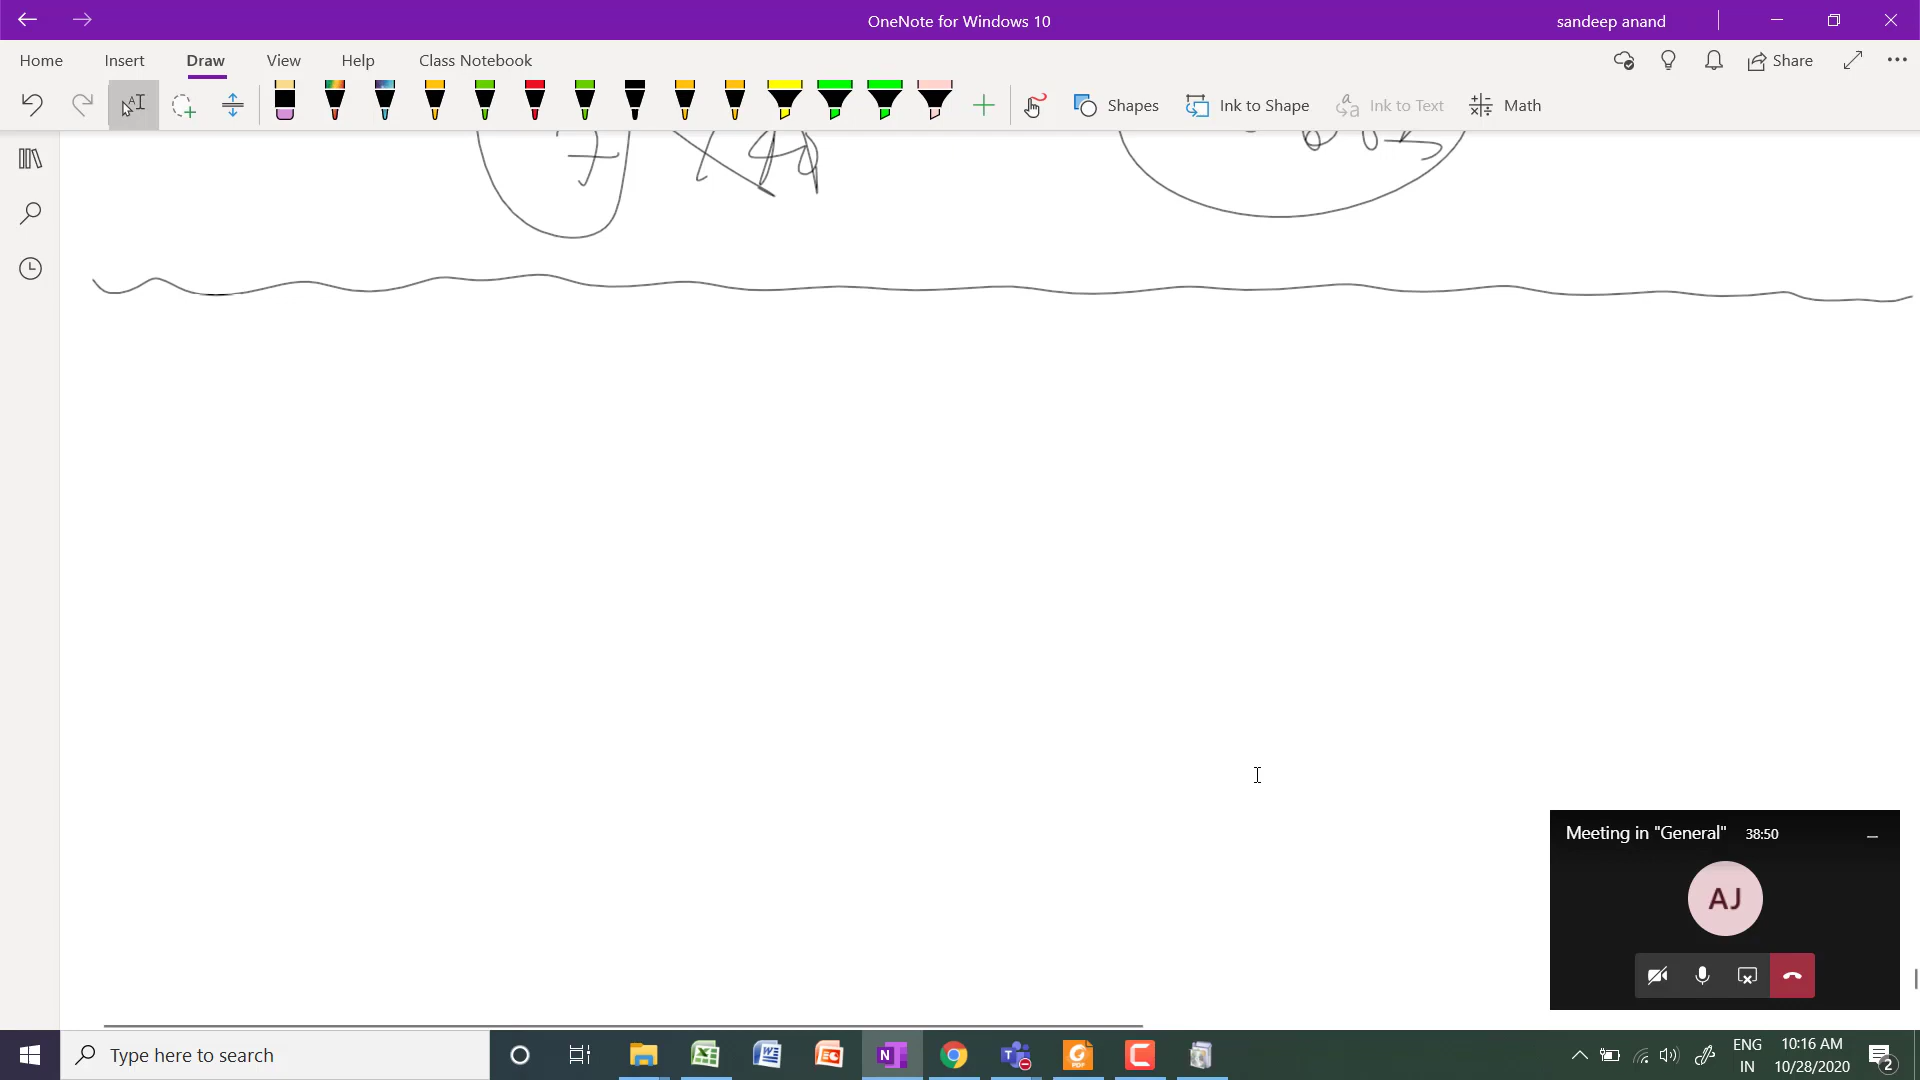 OneNote for Windows 10
sandeep anand
Home Insert Draw View Help Class Notebook
Share
Shapes
Ink to Shape
Ink to Text
Math
Meeting in "General" 38:50
AJ
Type here to search
ENG
IN
10:16 AM
10/28/2020
2